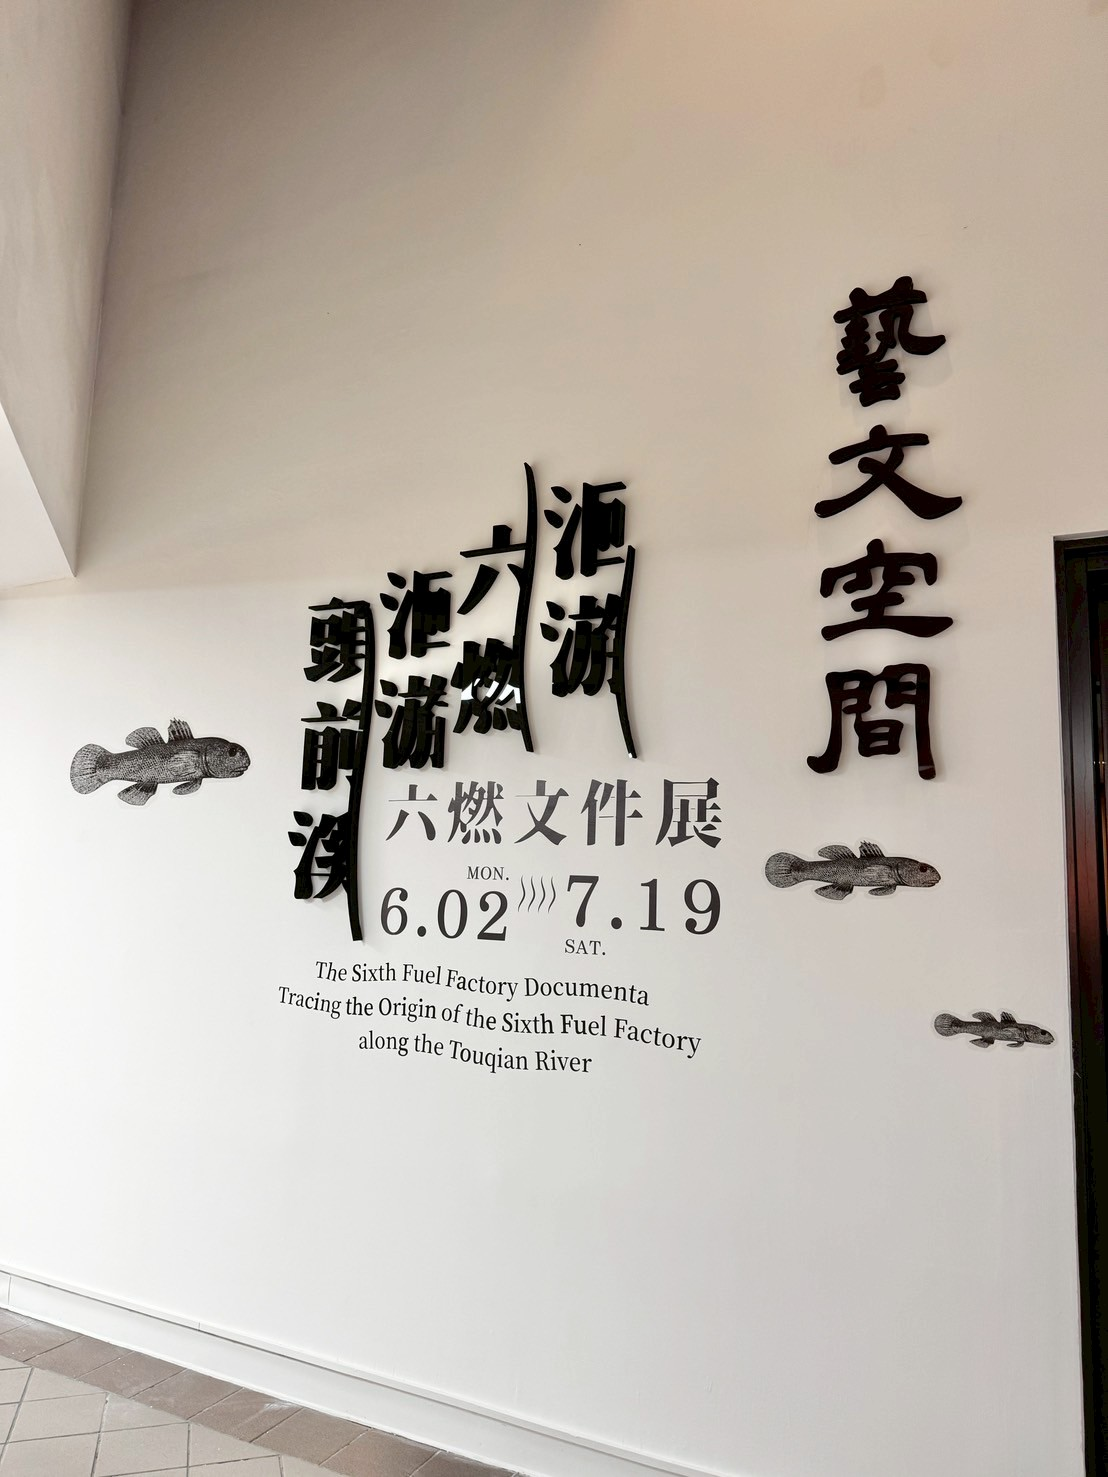 藝文空間
洄溯
六燃
洄游
頭前溪
六燃文件展
MON.
6.02
7.19
SAT.
The Sixth Fuel Factory Documenta
Tracing the Origin of the Sixth Fuel Factory
along the Touqian River